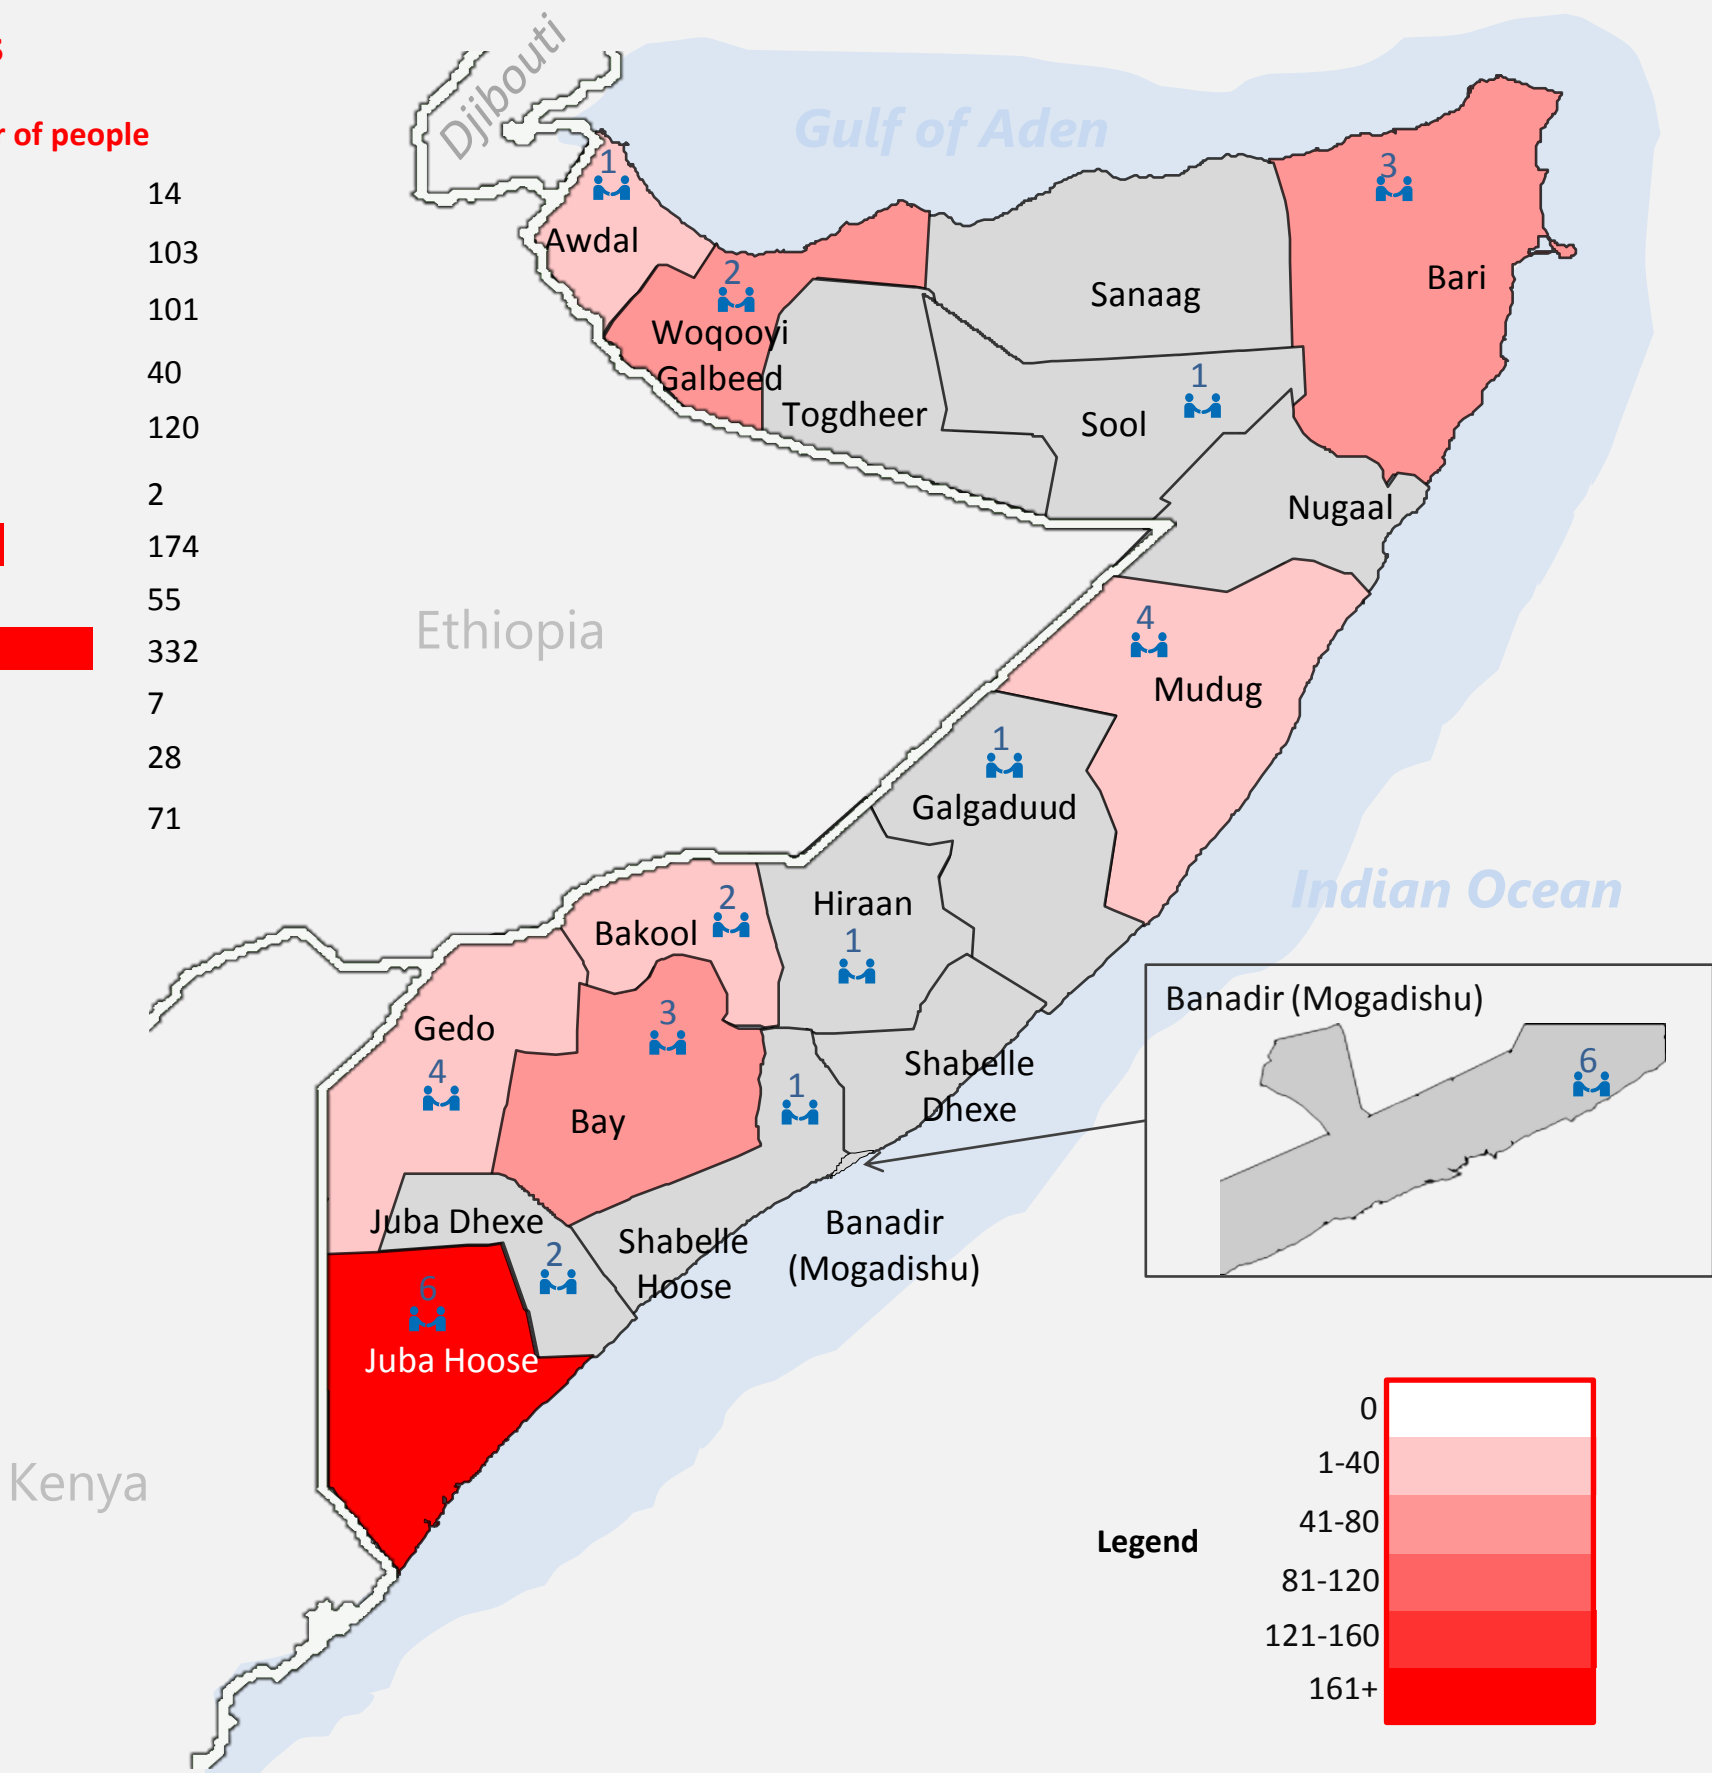 Djibouti
of people
14
103
101
40
120
2
174
55
332
7
28
71
Gulf of Aden
1
Awdal
2
Woqooyi
Galbeed
Togdheer
Sanaag
3
Bari
1
Sool
Nugaal
Ethiopia
4
Mudug
1
Galgaduud
Indian Ocean
Hiraan
1
2
Bakool
Gedo
4
3
Bay
1
Shabelle
Dhexe
Banadir (Mogadishu)
6
Juba Dhexe
2
Shabelle
Hoose
Banadir
(Mogadishu)
6
Juba Hoose
Kenya
Legend
0
1-40
41-80
81-120
121-160
161+